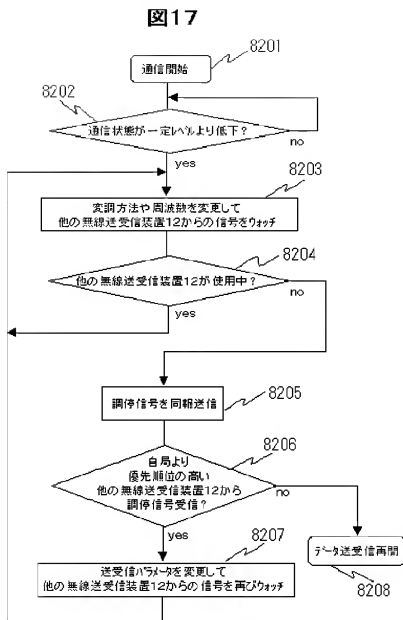 図17
8201
通信開始
8202
通信状態が一定レベルより低下？
no
yes
8203
変調方法や周波数を変更して
他の無線送受信装置12からの信号をウォッチ
8204
他の無線送受信装置12が使用中？
no
yes
8205
調停信号を同報送信
8206
自局より
優先順位の高い
他の無線送受信装置12から
調停信号受信？
no
yes
8207
送受信パラメータを変更して
他の無線送受信装置12からの信号を再びウォッチ
データ送受信再開
8208